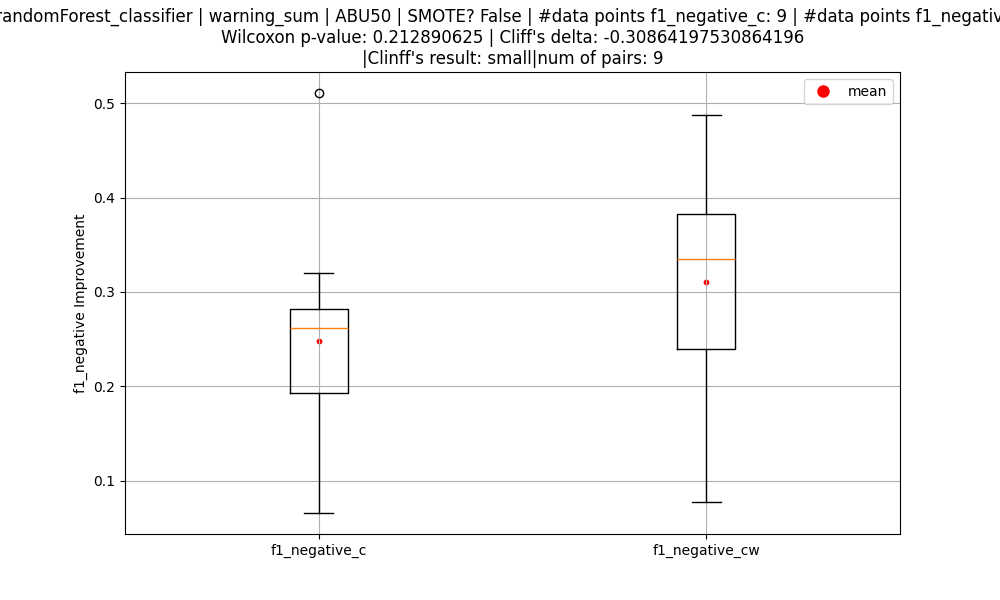 randomForest_classifier | warning_sum | ABU50 | SMOTE? False | #data points f1_negative_c: 9 | #data points f1_negativ
Wilcoxon p-value: 0.212890625 | Cliff's delta: -0.30864197530864196
|Clinff's result: small|num of pairs: 9
mean
0.5
0.4
0.3
0.2
0.1
f1_negative Improvement
f1_negative_c
f1_negative_cw